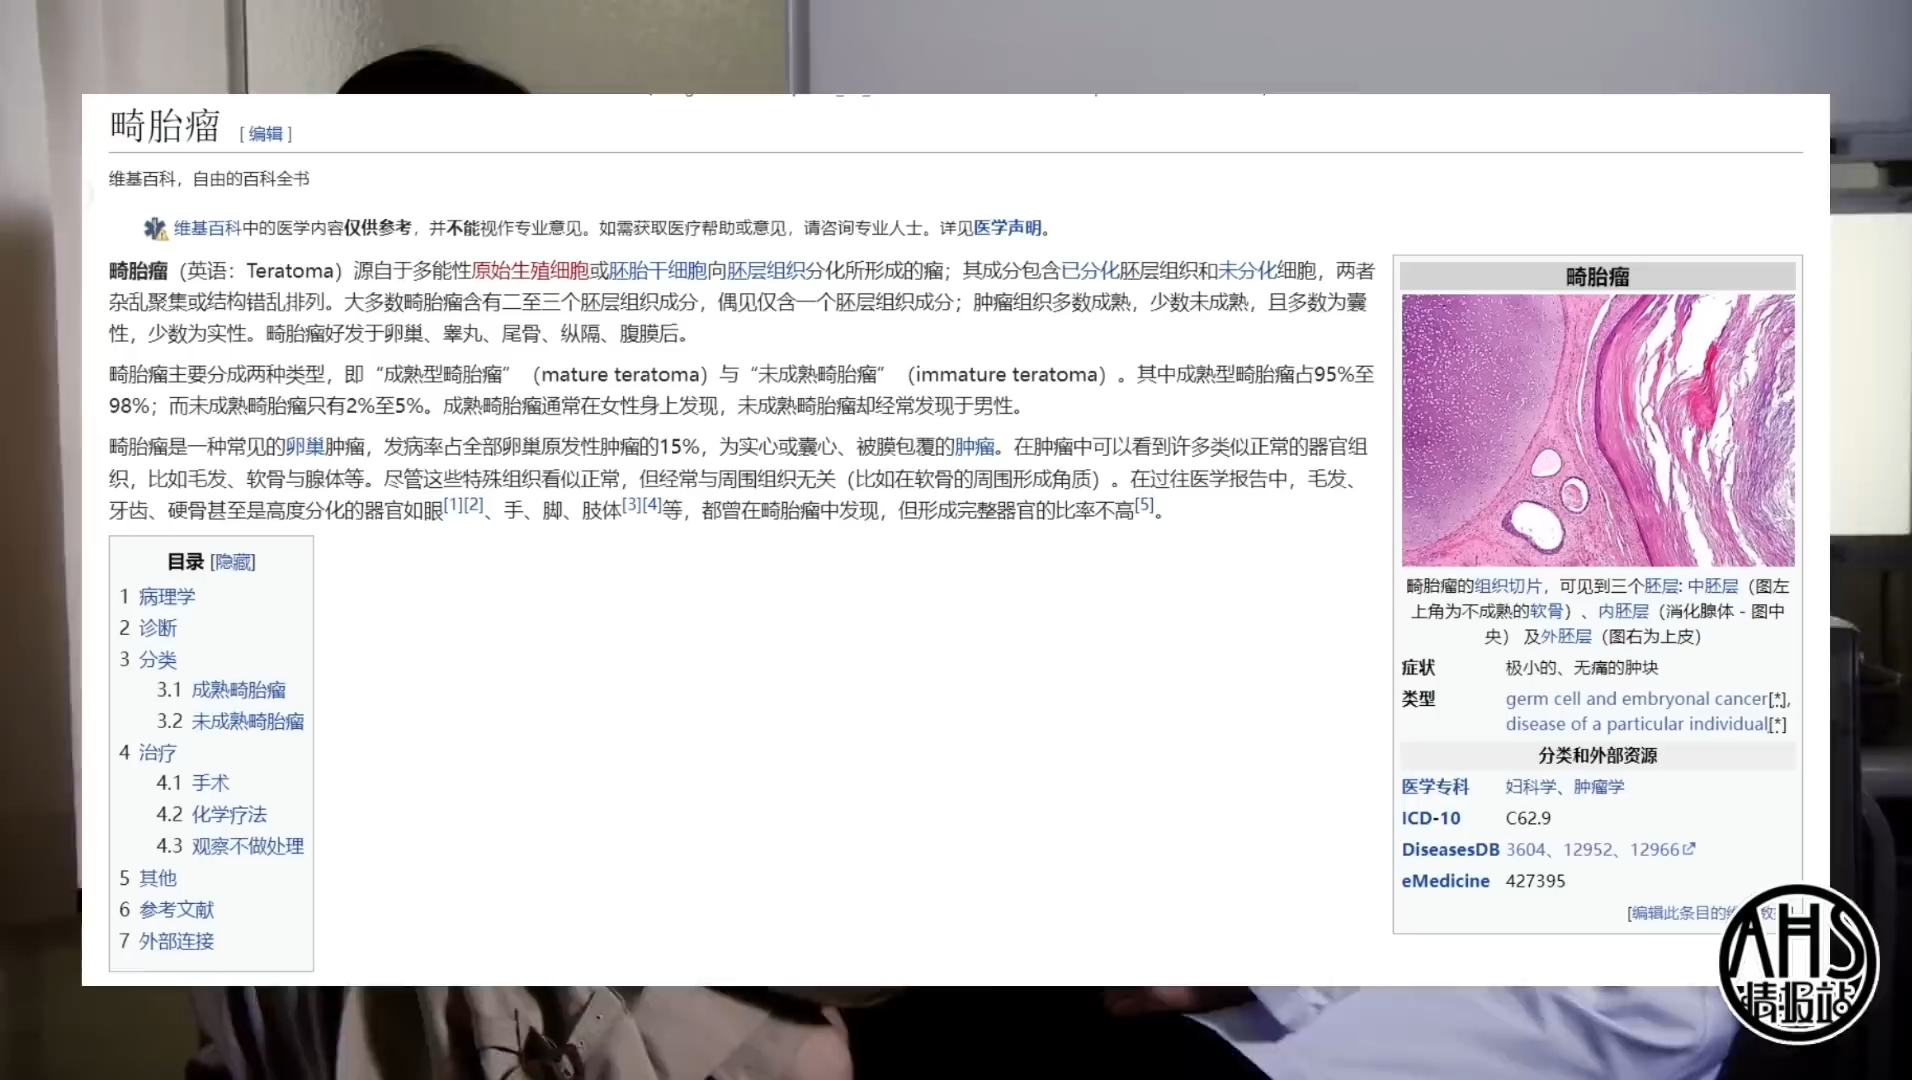 畸胎瘤 [ 编辑 ]
维基百科，自由的百科全书
维基百科中的医学内容仅供参考，并不能视作专业意见。如需获取医疗帮助或意见，请咨询专业人士。详见医学声明。
畸胎瘤（英语：Teratoma）源自于多能性原始生殖细胞或胚胎干细胞向胚层组织分化所形成的瘤；其成分包含已分化胚层组织和未分化细胞，两者
杂乱聚集或结构错乱排列。大多数畸胎瘤含有二至三个胚层组织成分，偶见仅含一个胚层组织成分；肿瘤组织多数成熟，少数未成熟，且多数为囊
性，少数为实性。畸胎瘤好发于卵巢、睾丸、尾骨、纵隔、腹膜后。
畸胎瘤主要分成两种类型，即“成熟型畸胎瘤”（mature teratoma）与“未成熟畸胎瘤”（immature teratoma）。其中成熟型畸胎瘤占95%至
98%；而未成熟畸胎瘤只有2%至5%。成熟畸胎瘤通常在女性身上发现，未成熟畸胎瘤却经常发现于男性。
畸胎瘤是一种常见的卵巢肿瘤，发病率占全部卵巢原发性肿瘤的15%，为实心或囊心、被膜包覆的肿瘤。在肿瘤中可以看到许多类似正常的器官组
织，比如毛发、软骨与腺体等。尽管这些特殊组织看似正常，但经常与周围组织无关（比如在软骨的周围形成角质）。在过往医学报告中，毛发、
牙齿、硬骨甚至是高度分化的器官如眼[1][2]、手、脚、肢体[3][4]等，都曾在畸胎瘤中发现，但形成完整器官的比率不高[5]。
目录 [隐藏]
1 病理学
2 诊断
3 分类
3.1 成熟畸胎瘤
3.2 未成熟畸胎瘤
4 治疗
4.1 手术
4.2 化学疗法
4.3 观察不做处理
5 其他
6 参考文献
7 外部连接
畸胎瘤
畸胎瘤的组织切片，可见到三个胚层: 中胚层（图左
上角为不成熟的软骨）、内胚层（消化腺体 - 图中
央） 及外胚层（图右为上皮）
症状 极小的、无痛的肿块
类型 germ cell and embryonal cancer[*],
disease of a particular individual[*]
分类和外部资源
医学专科 妇科学、肿瘤学
ICD-10 C62.9
DiseasesDB 3604、12952、12966
eMedicine 427395
[编辑此条目的维
AHS
情报站